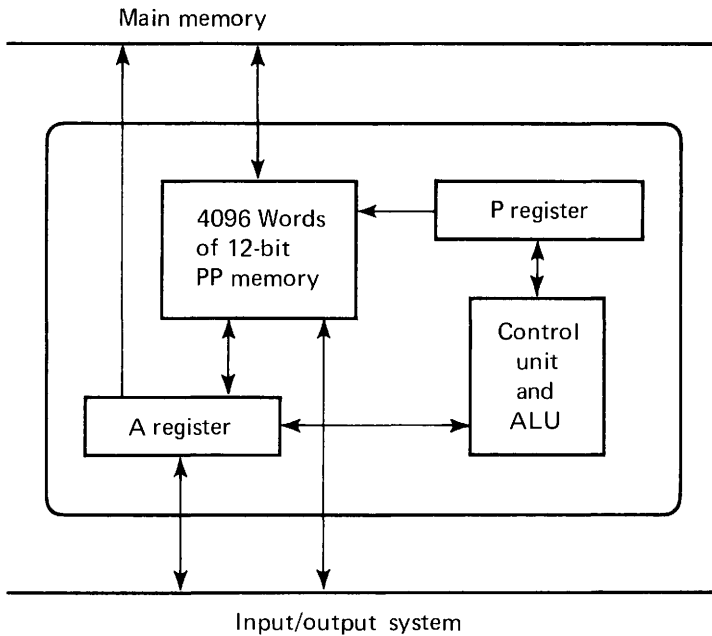 Main memory
4096 Words
of 12-bit
PP memory
P register
Control
unit
and
ALU
A register
Input/output system